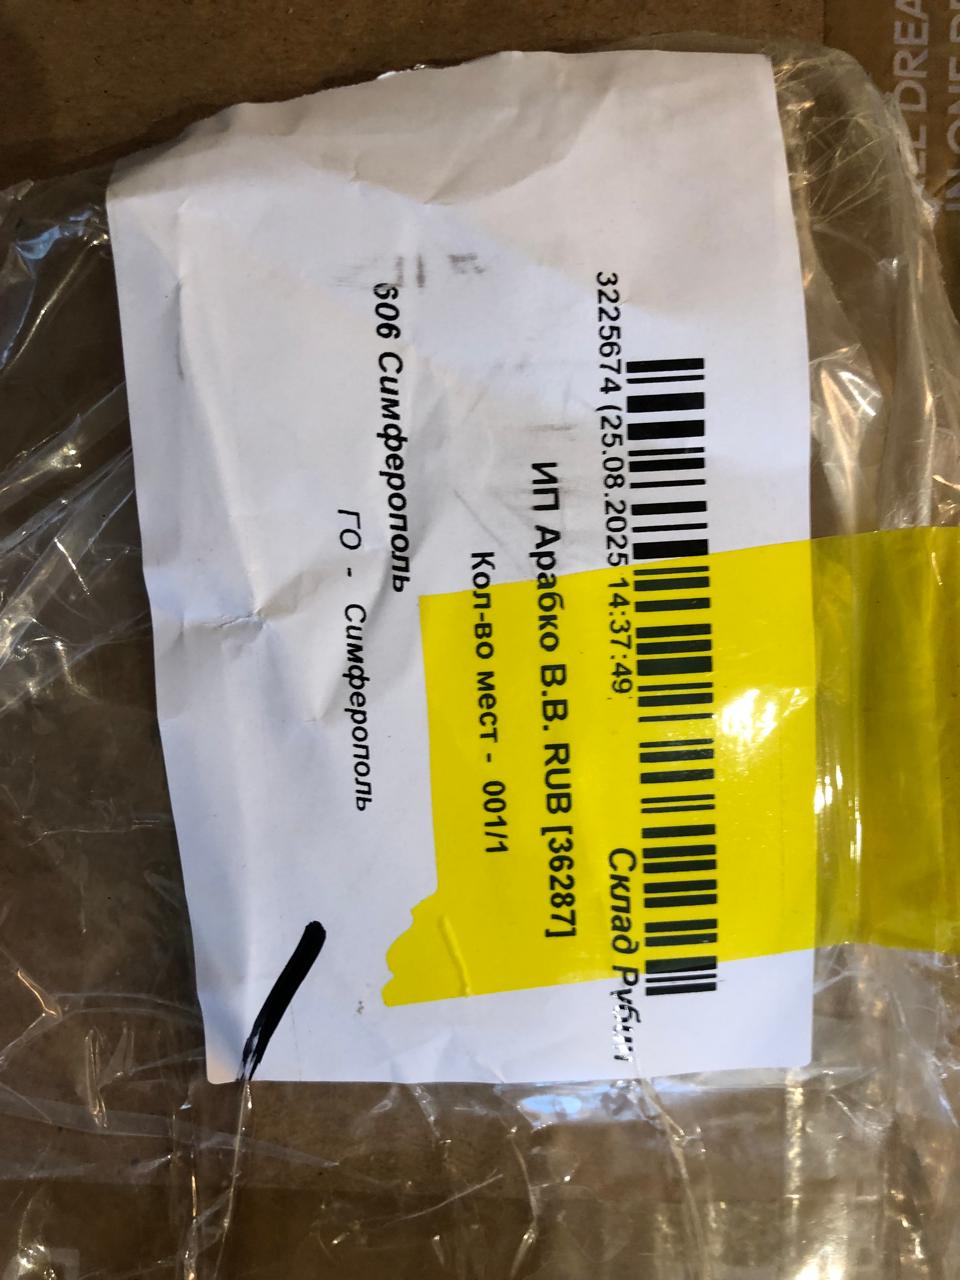 3225674 (25.08.2025 14:37:49) Склад Рубин
ИП Арабко В.В. RUB [36287]
Кол-во мест - 001/1
606 Симферополь
ГО - Симферополь